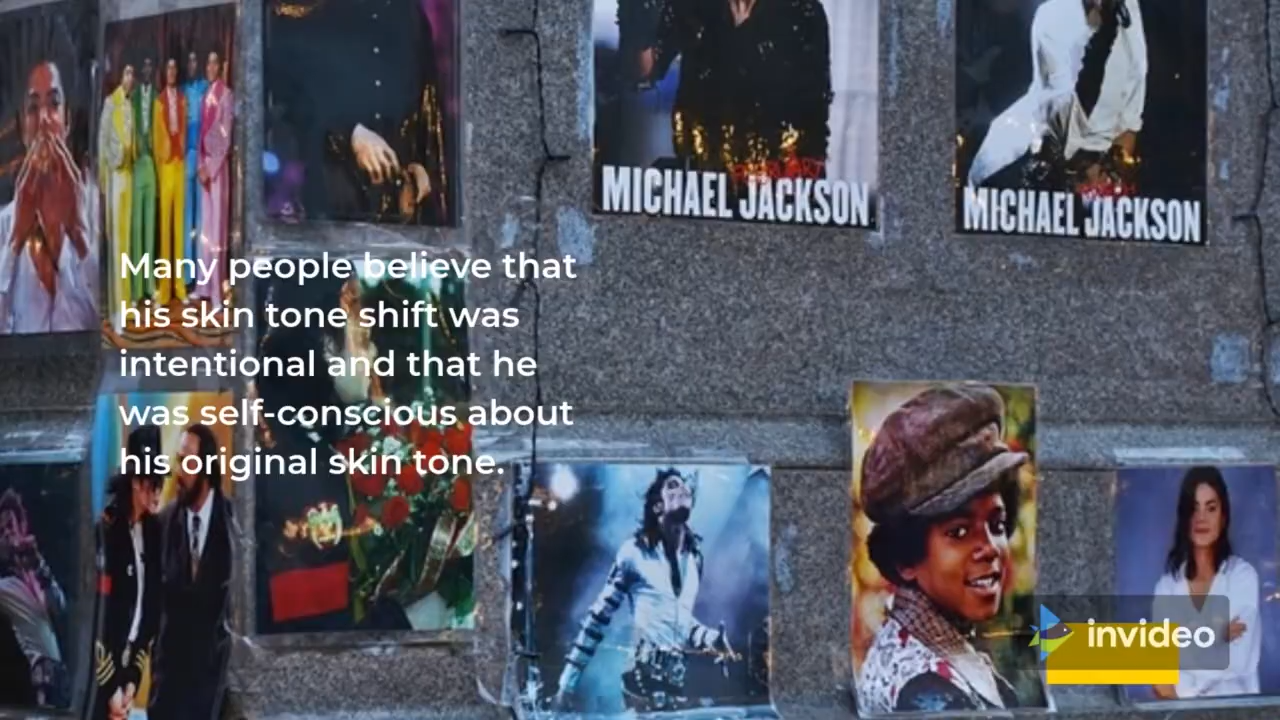 MICHAEL JACKSON
MICHAEL JACKSON
Many people believe that
his skin tone shift was
intentional and that he
was self-conscious about
his original skin tone.
invideo